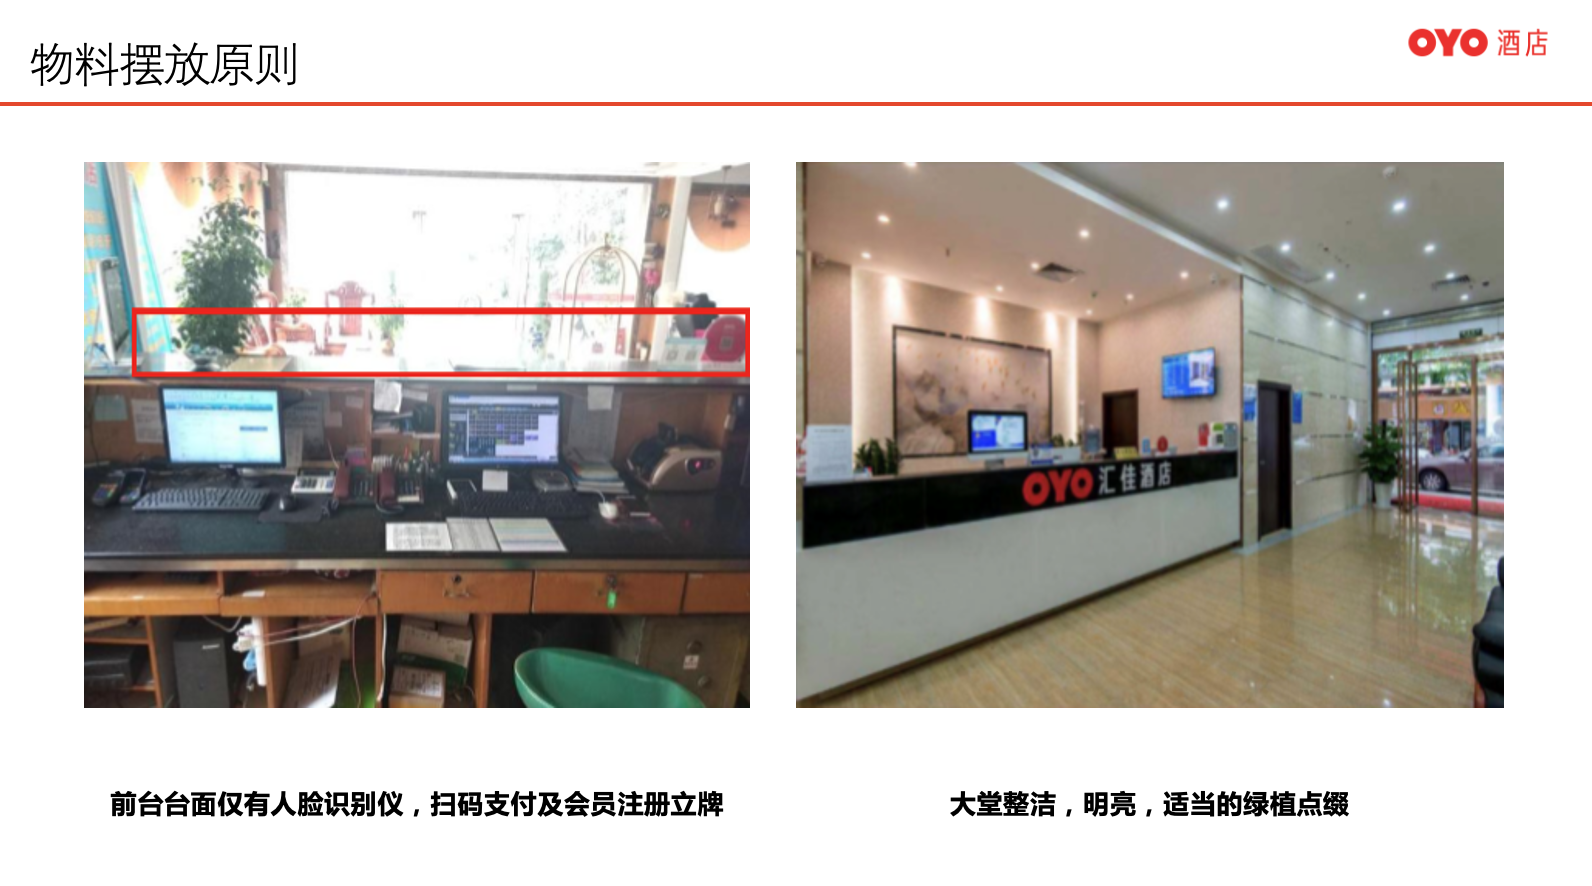 物料摆放原则
OYO 酒店
OYO 汇佳酒店
前台台面仅有人脸识别仪，扫码支付及会员注册立牌
大堂整洁，明亮，适当的绿植点缀